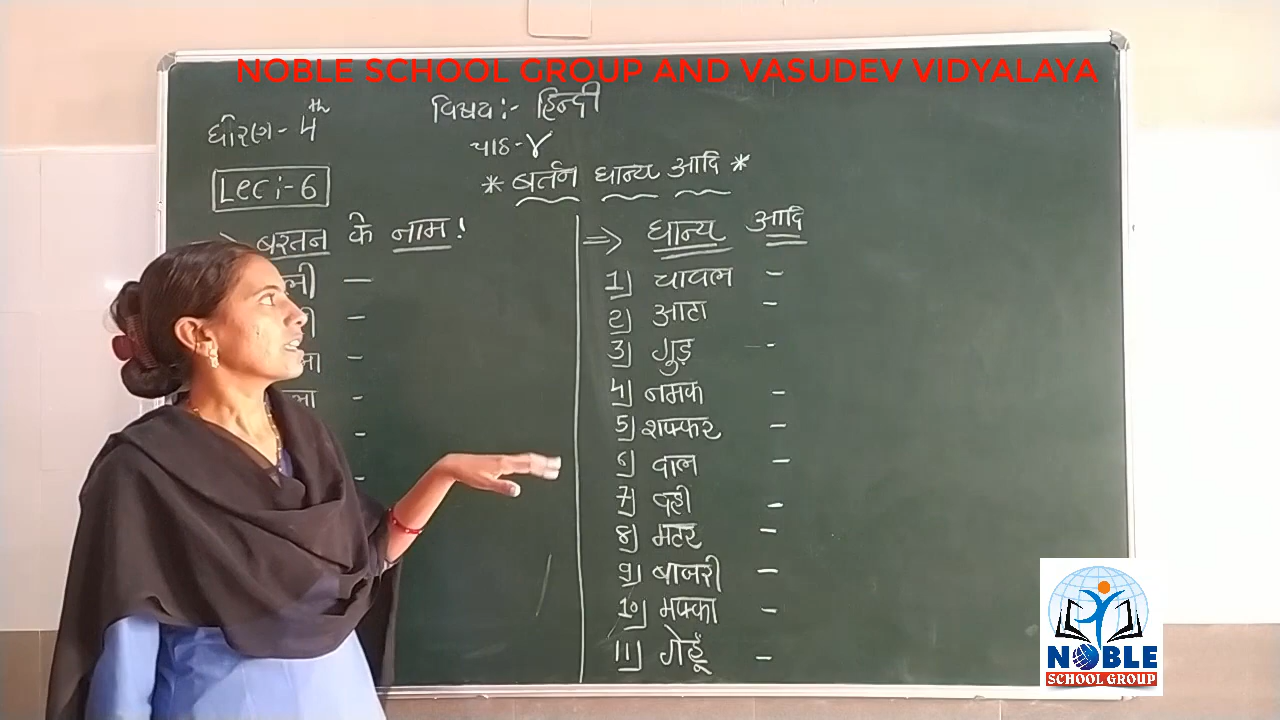 NOBLE SCHOOL GROUP AND VASUDEV VIDYALAYA
धोरण - 4th
विषय :- हिन्दी
पाठ - ४
Lec :- 6
* बर्तन धान्य आदि *
बरतन के नाम !
ली -
-
-
-
-
-
=> धान्य आदि
1) चावल -
2) आटा -
3) गुड़ -
4) नमक -
5) शक्कर -
6) दाल -
7) दही -
8) मटर -
9) बाजरी -
10) मक्का -
11) गेहूँ -
NOBLE
SCHOOL GROUP